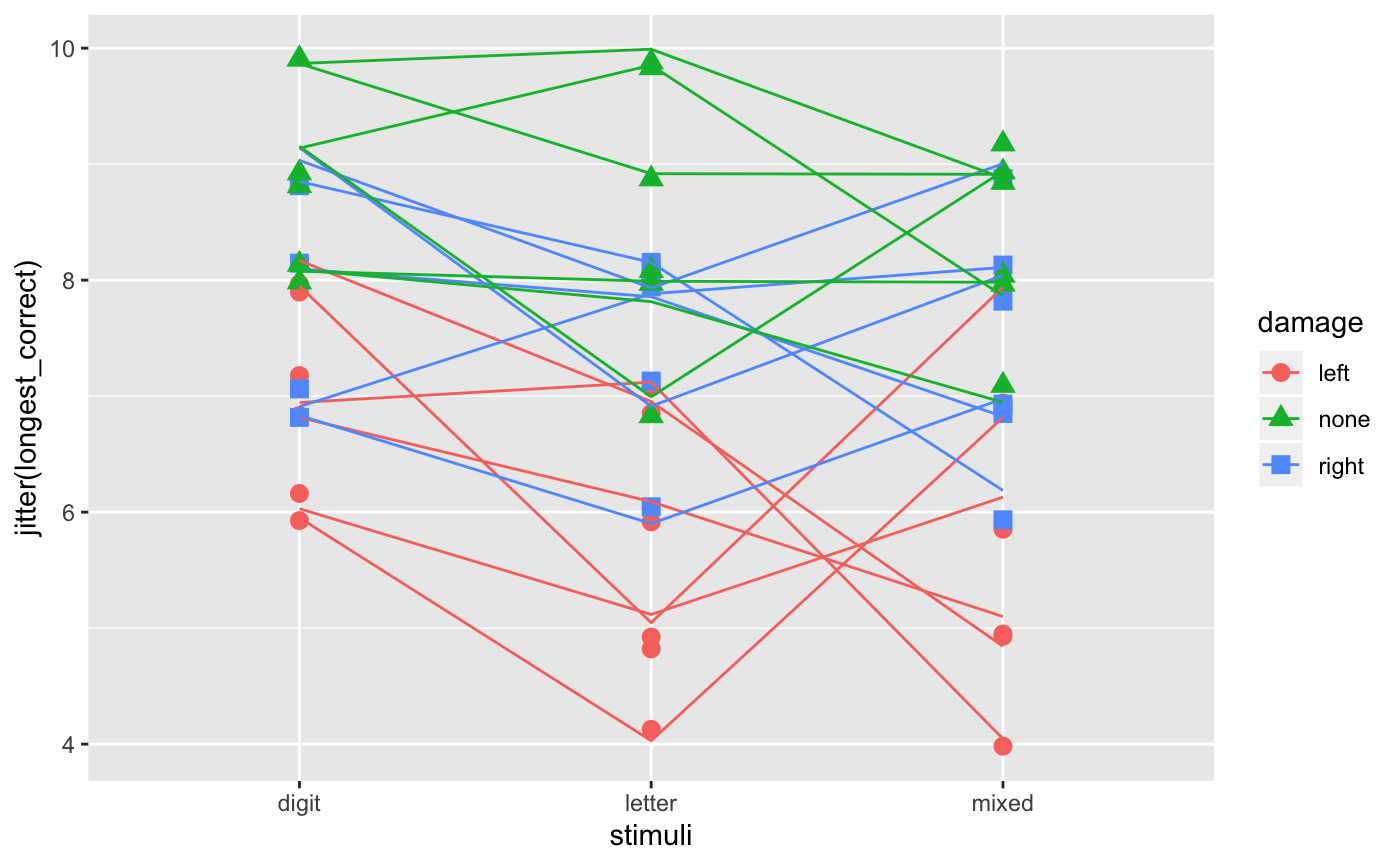 jitter(longest_correct)
10
8
6
4
digit
letter
mixed
stimuli
damage
left
none
right